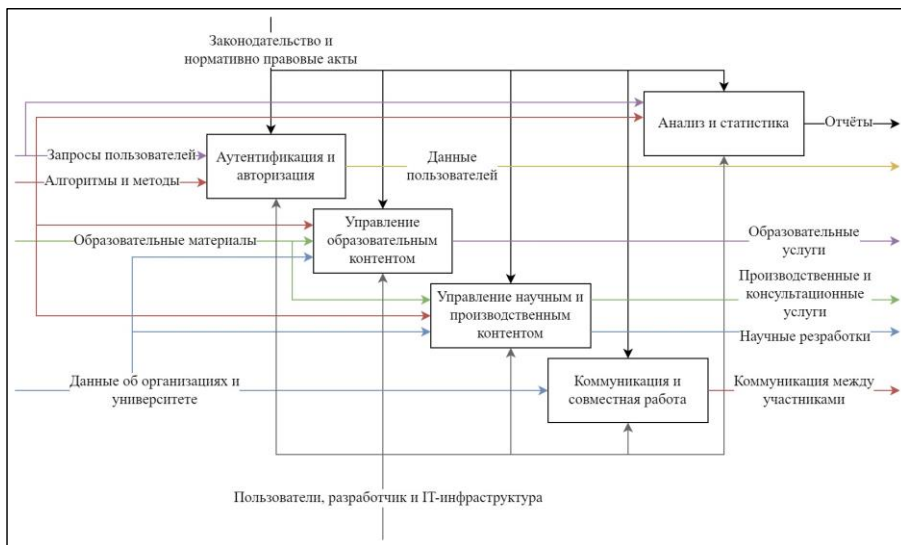 Законодательство и
нормативно правовые акты
Анализ и статистика
Отчёты
Запросы пользователей
Алгоритмы и методы
Аутентификация и
авторизация
Данные
пользователей
Образовательные материалы
Управление
образовательным
контентом
Образовательные
услуги
Управление научным и
производственным
контентом
Производственные и
консультационные
услуги
Научные резработки
Данные об организациях и
университете
Коммуникация и
совместная работа
Коммуникация между
участниками
Пользователи, разработчик и IT-инфраструктура